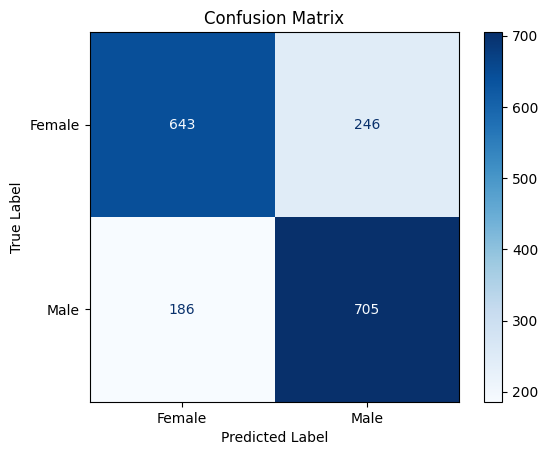 Confusion Matrix
True Label
Female
643
246
Male
186
705
Female
Male
Predicted Label
700
600
500
400
300
200